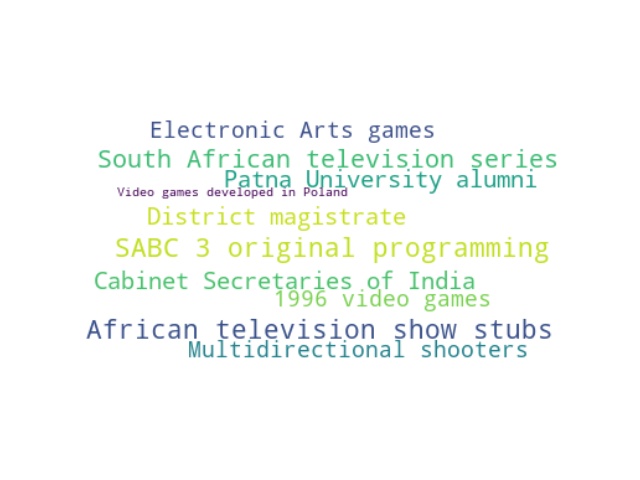 Electronic Arts games
South African television series
Patna University alumni
Video games developed in Poland
District magistrate
SABC 3 original programming
Cabinet Secretaries of India
1996 video games
African television show stubs
Multidirectional shooters